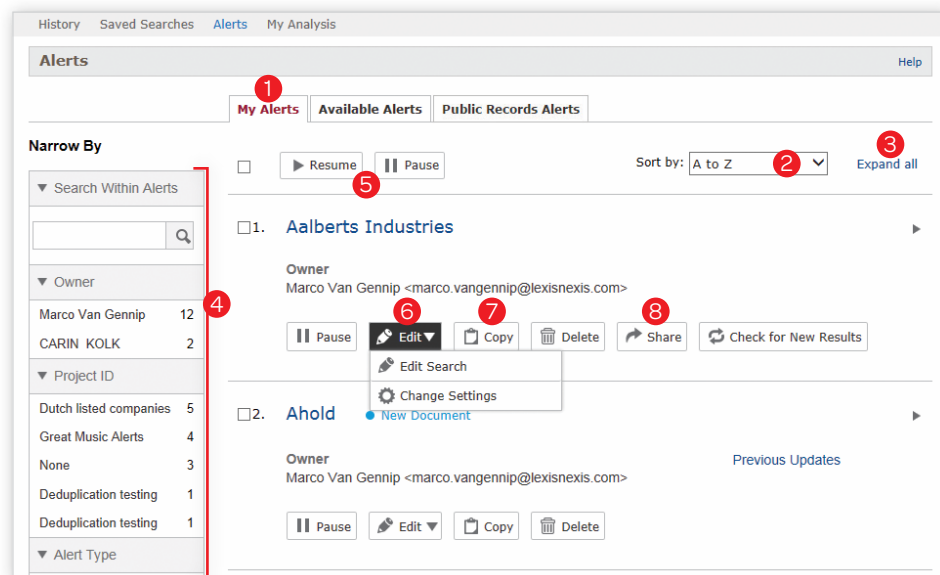 History Saved Searches Alerts My Analysis
Alerts Help
1
My Alerts Available Alerts Public Records Alerts
Narrow By
3
Resume Pause Sort by: A to Z 2 Expand all
5
Search Within Alerts
1. Aalberts Industries
Owner
Marco Van Gennip <marco.vangennip@lexisnexis.com>
Owner
4
Marco Van Gennip 12
CARIN KOLK 2
6 7 8
Pause Edit Copy Delete Share Check for New Results
Edit Search
Change Settings
Project ID
Dutch listed companies 5
Great Music Alerts 4
None 3
Deduplication testing 1
Deduplication testing 1
Alert Type
2. Ahold New Document
Owner
Marco Van Gennip <marco.vangennip@lexisnexis.com>
Previous Updates
Pause Edit Copy Delete